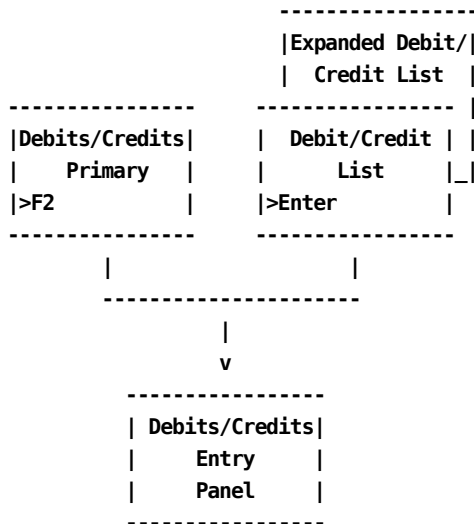 Expanded Debit/
Credit List
Debits/Credits
Primary
>F2
Debit/Credit
List
>Enter
v
Debits/Credits
Entry
Panel